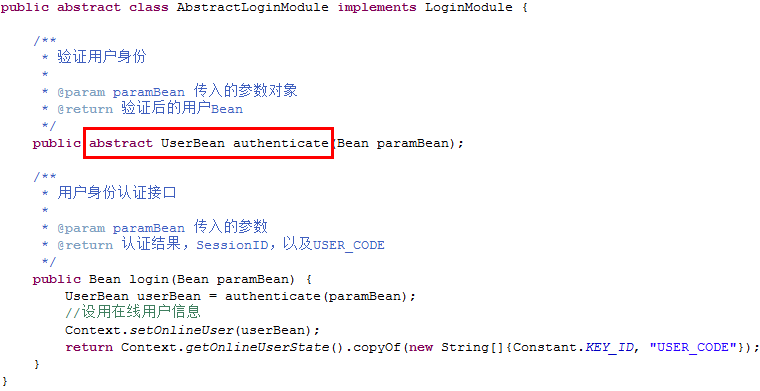 public abstract class AbstractLoginModule implements LoginModule {
/**
* 验证用户身份
*
* @param paramBean 传入的参数对象
* @return 验证后的用户Bean
*/
public abstract UserBean authenticate(Bean paramBean);
/**
* 用户身份认证接口
*
* @param paramBean 传入的参数
* @return 认证结果，SessionID，以及USER_CODE
*/
public Bean login(Bean paramBean) {
UserBean userBean = authenticate(paramBean);
//设用在线用户信息
Context.setOnlineUser(userBean);
return Context.getOnlineUserState().copyOf(new String[]{Constant.KEY_ID, "USER_CODE"});
}
}